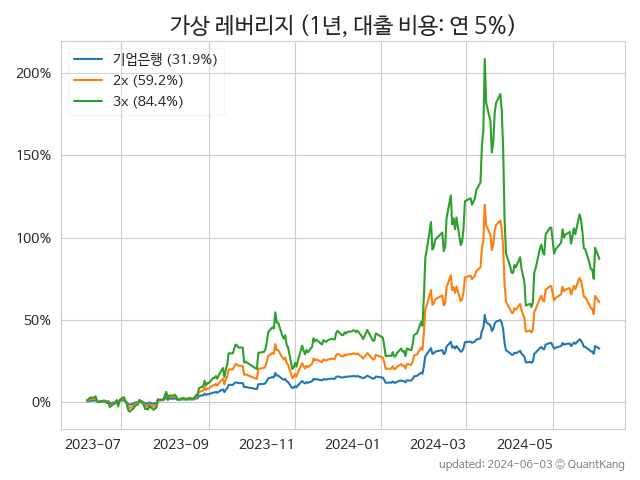 가상 레버리지 (1년, 대출 비용: 연 5%)
기업은행 (31.9%)
2x (59.2%)
3x (84.4%)
200%
150%
100%
50%
0%
2023-07 2023-09 2023-11 2024-01 2024-03 2024-05
updated: 2024-06-03 ⓒ QuantKang